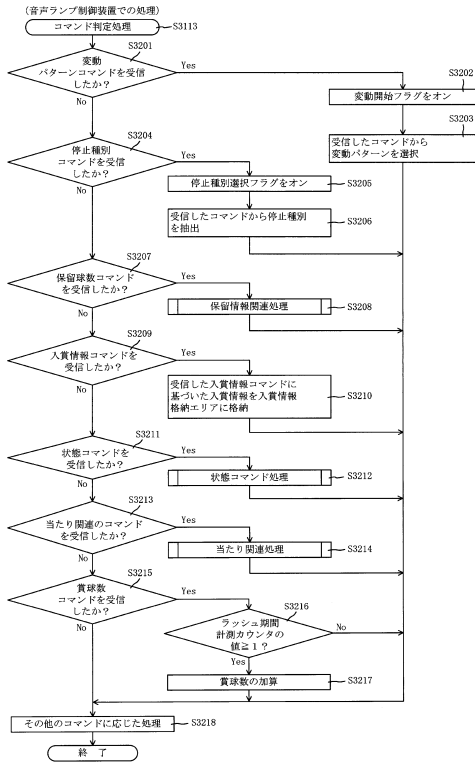 (音声ランプ制御装置での処理)
コマンド判定処理
S3113
S3201
変動
パターンコマンドを受信
したか?
Yes
No
S3202
変動開始フラグをオン
S3203
受信したコマンドから
変動パターンを選択
S3204
停止種別
コマンドを受信
したか?
Yes
No
停止種別選択フラグをオン
S3205
受信したコマンドから停止種別
を抽出
S3206
S3207
保留球数コマンド
を受信したか?
Yes
No
保留情報関連処理
S3208
S3209
入賞情報コマンドを
受信したか?
Yes
No
受信した入賞情報コマンドに
基づいた入賞情報を入賞情報
格納エリアに格納
S3210
S3211
状態コマンドを
受信したか?
Yes
No
状態コマンド処理
S3212
S3213
当たり関連のコマンド
を受信したか?
Yes
No
当たり関連処理
S3214
S3215
賞球数
コマンドを受信
したか?
Yes
No
S3216
ラッシュ期間
計測カウンタの
値≧1?
No
Yes
賞球数の加算
S3217
その他のコマンドに応じた処理
S3218
終 了